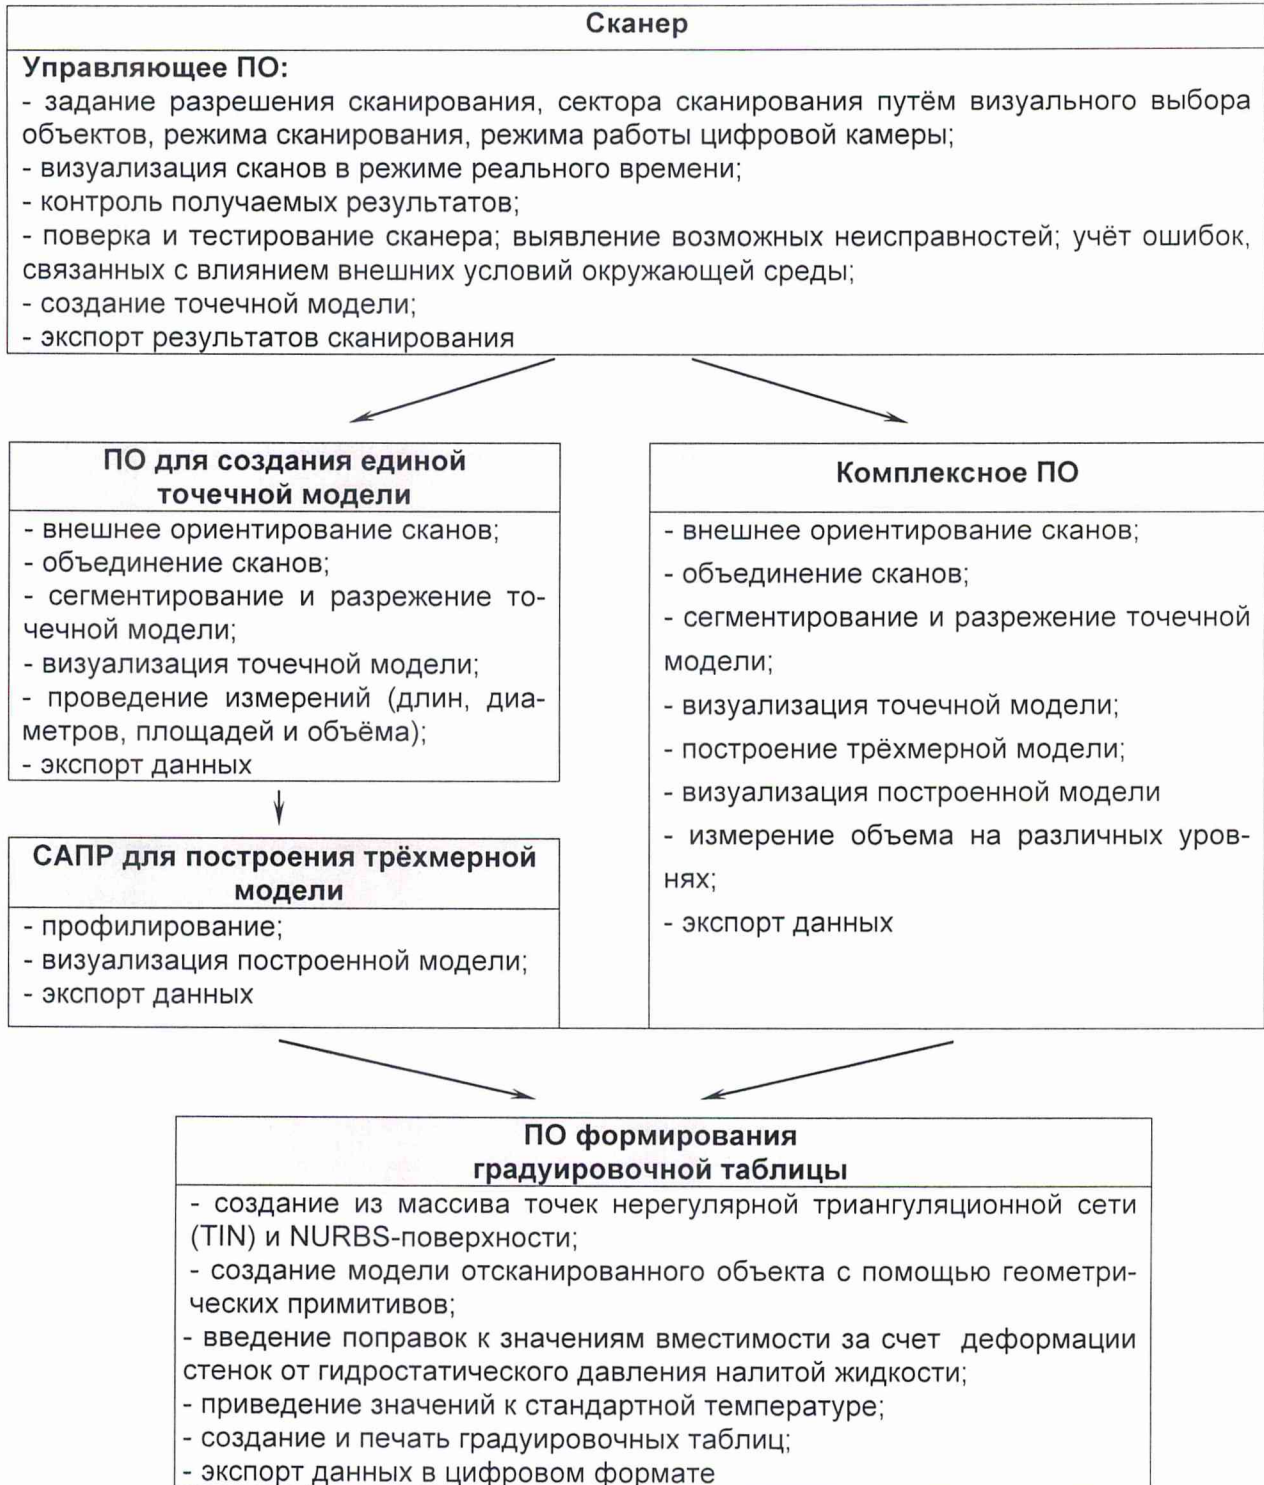 Сканер
Управляющее ПО:
- задание разрешения сканирования, сектора сканирования путём визуального выбора
объектов, режима сканирования, режима работы цифровой камеры;
- визуализация сканов в режиме реального времени;
- контроль получаемых результатов;
- поверка и тестирование сканера; выявление возможных неисправностей; учёт ошибок,
связанных с влиянием внешних условий окружающей среды;
- создание точечной модели;
- экспорт результатов сканирования
ПО для создания единой
точечной модели
- внешнее ориентирование сканов;
- объединение сканов;
- сегментирование и разрежение то-
чечной модели;
- визуализация точечной модели;
- проведение измерений (длин, диа-
метров, площадей и объёма);
- экспорт данных
САПР для построения трёхмерной
модели
- профилирование;
- визуализация построенной модели;
- экспорт данных
Комплексное ПО
- внешнее ориентирование сканов;
- объединение сканов;
- сегментирование и разрежение точечной
модели;
- визуализация точечной модели;
- построение трёхмерной модели;
- визуализация построенной модели
- измерение объема на различных уров-
нях;
- экспорт данных
ПО формирования
градуировочной таблицы
- создание из массива точек нерегулярной триангуляционной сети
(TIN) и NURBS-поверхности;
- создание модели отсканированного объекта с помощью геометри-
ческих примитивов;
- введение поправок к значениям вместимости за счет деформации
стенок от гидростатического давления налитой жидкости;
- приведение значений к стандартной температуре;
- создание и печать градуировочных таблиц;
- экспорт данных в цифровом формате